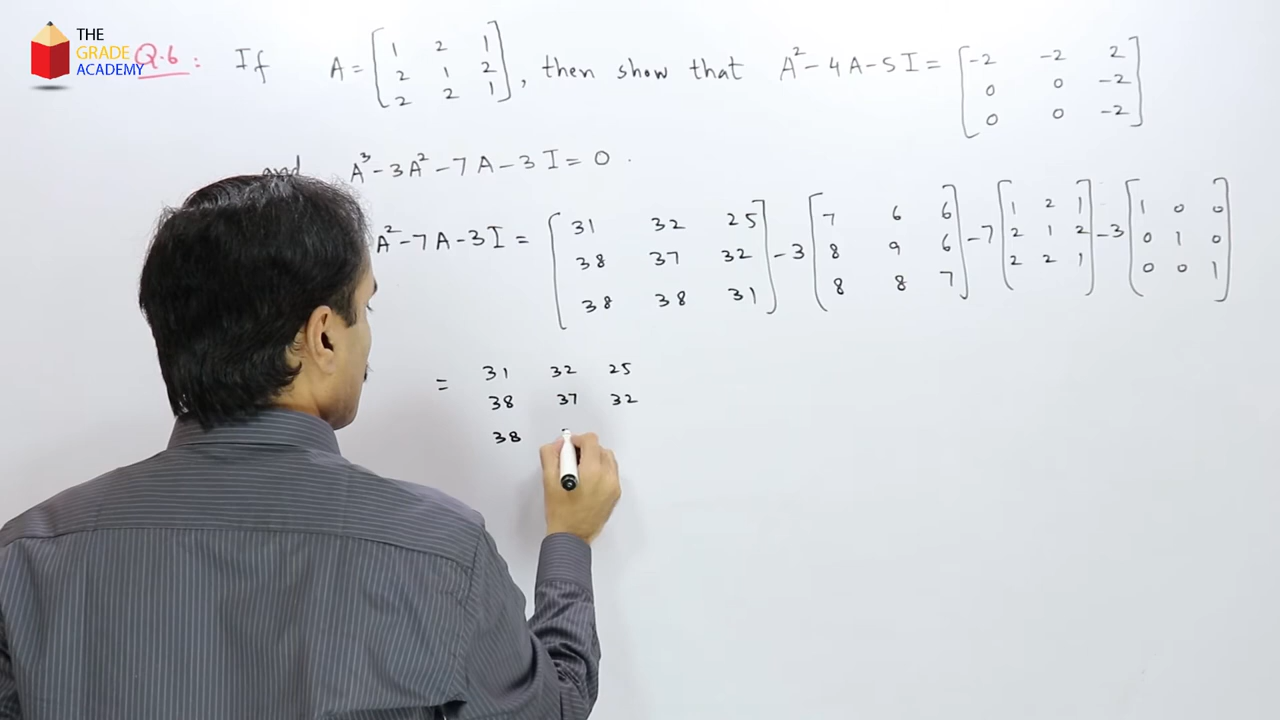 THE
GRADE
ACADEMY
Q.6 : If A = [1 2 1
2 1 2
2 2 1], then show that A² - 4A - 5I = [-2 -2 2
0 0 -2
0 0 -2]
and A³ - 3A² - 7A - 3I = 0.
A² - 7A - 3I = [31 32 25
38 37 32
38 38 31] - 3 [7 6 6
8 9 6
8 8 7] - 7 [1 2 1
2 1 2
2 2 1] - 3 [1 0 0
0 1 0
0 0 1]
= 31 32 25
38 37 32
38